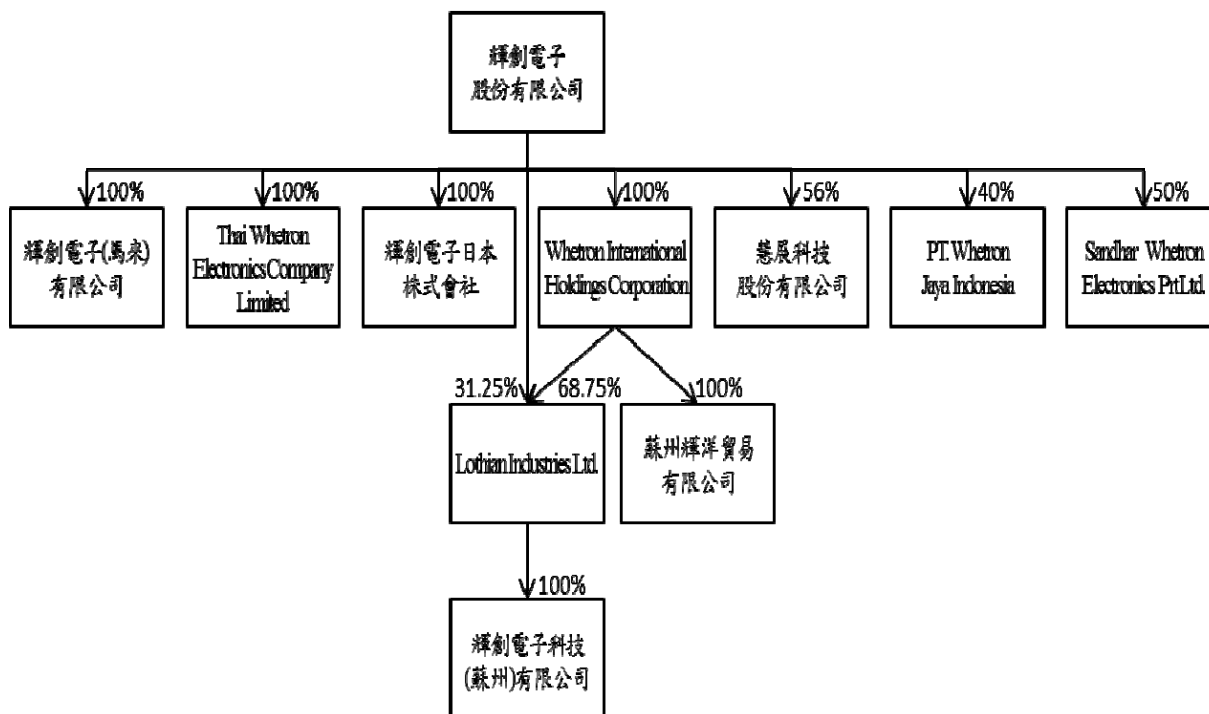 輝創電子
股份有限公司
100%
100%
100%
100%
56%
40%
50%
輝創電子(馬來)
有限公司
Thai Whetron
Electronics Company
Limited
輝創電子日本
株式會社
Whetron International
Holdings Corporation
慧展科技
股份有限公司
PT. Whetron
Jaya Indonesia
Sandhar Whetron
Electronics Pvt Ltd.
31.25%
68.75%
100%
Lothian Industries Ltd.
蘇州輝洋貿易
有限公司
100%
輝創電子科技
(蘇州)有限公司